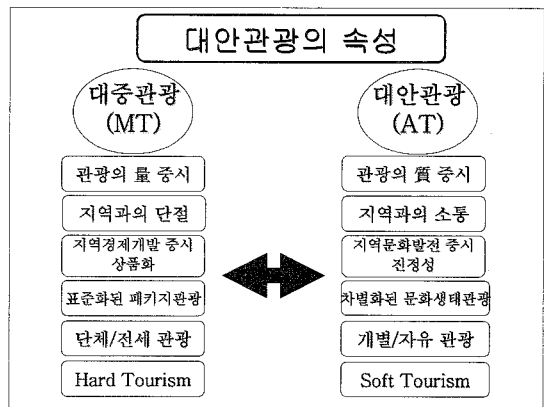 대안관광의 속성
대중관광
(MT)
관광의 量 중시
지역과의 단절
지역경제개발 중시
상품화
표준화된 패키지관광
단체/전세 관광
Hard Tourism
대안관광
(AT)
관광의 質 중시
지역과의 소통
지역문화발전 중시
진정성
차별화된 문화생태관광
개별/자유 관광
Soft Tourism